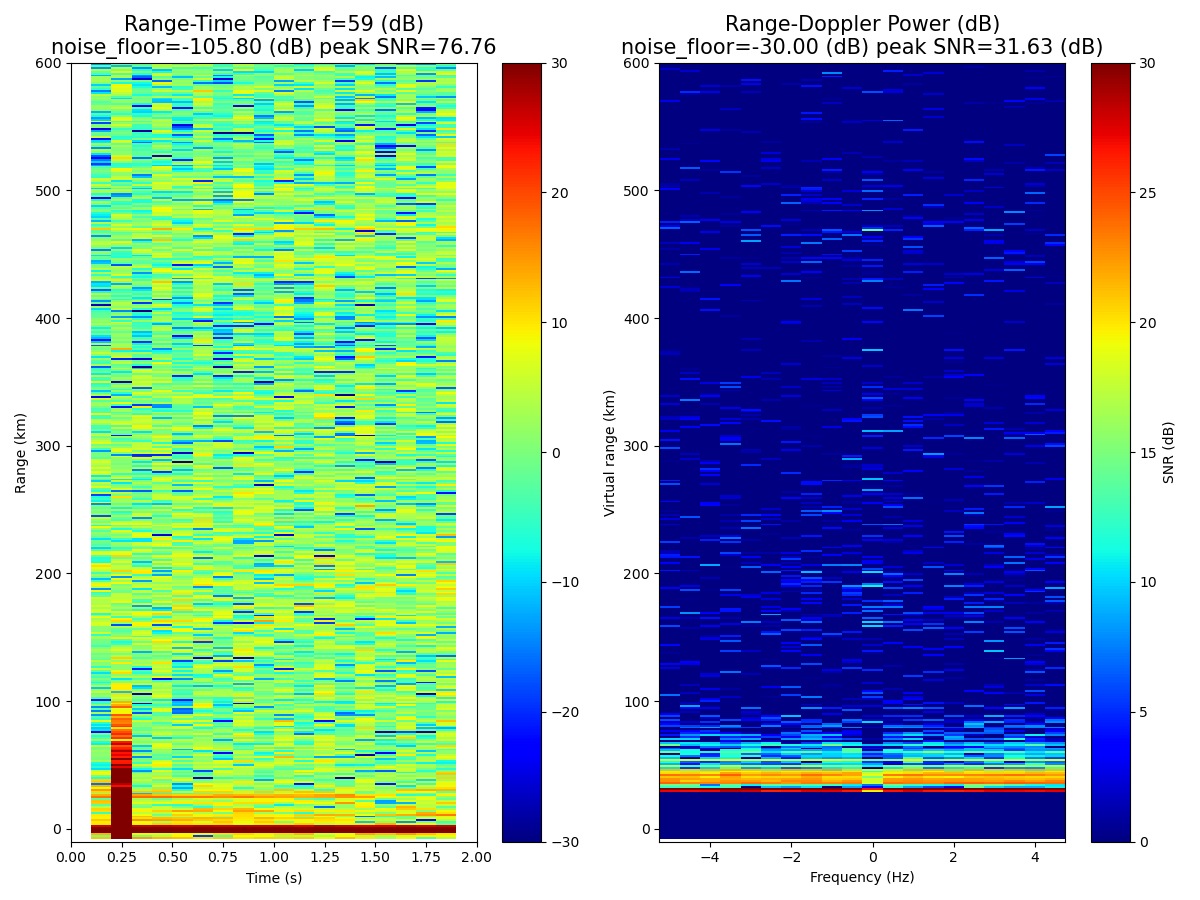 Range-Time Power f=59 (dB)
noise_floor=-105.80 (dB) peak SNR=76.76
600
500
400
300
200
100
0
Range (km)
0.00 0.25 0.50 0.75 1.00 1.25 1.50 1.75 2.00
Time (s)
30
20
10
0
−10
−20
−30
Range-Doppler Power (dB)
noise_floor=-30.00 (dB) peak SNR=31.63 (dB)
600
500
400
300
200
100
0
Virtual range (km)
−4 −2 0 2 4
Frequency (Hz)
30
25
20
15
10
5
0
SNR (dB)